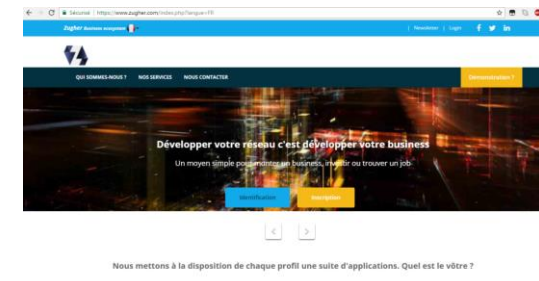 Sécurisé | https://www.zugher.com/index.php?langue=FR
Zugher Business ecosystem
| Newsletter | Login
QUI SOMMES-NOUS ? NOS SERVICES NOUS CONTACTER
Démonstration ?
Développer votre réseau c'est développer votre business
Un moyen simple pour monter un business, investir ou trouver un job
Identification Inscription
Nous mettons à la disposition de chaque profil une suite d'applications. Quel est le vôtre ?